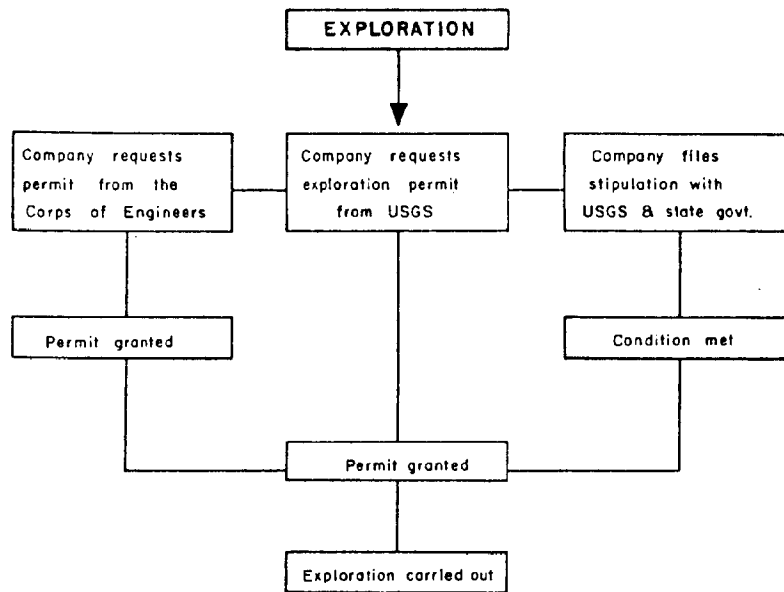 EXPLORATION
Company requests
permit from the
Corps of Engineers
Company requests
exploration permit
from USGS
Company files
stipulation with
USGS & state govt.
Permit granted
Condition met
Permit granted
Exploration carried out